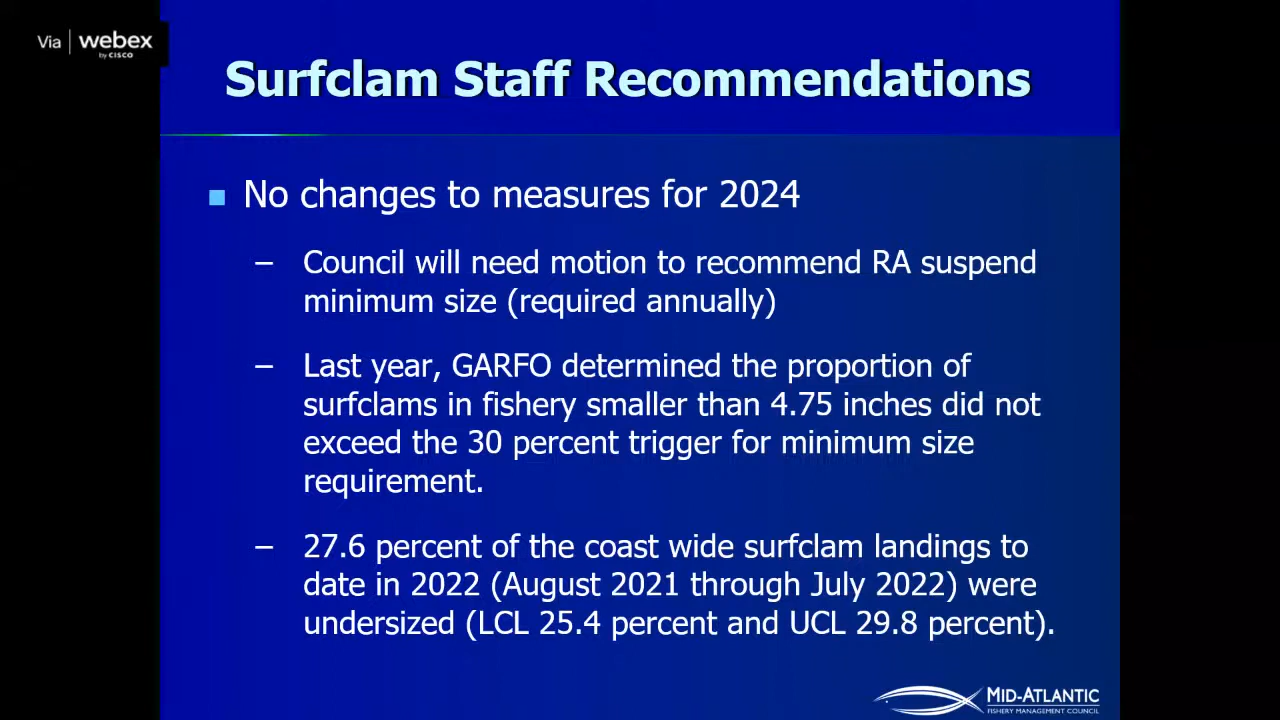 Via webex
by CISCO
Surfclam Staff Recommendations
No changes to measures for 2024
– Council will need motion to recommend RA suspend
minimum size (required annually)
– Last year, GARFO determined the proportion of
surfclams in fishery smaller than 4.75 inches did not
exceed the 30 percent trigger for minimum size
requirement.
– 27.6 percent of the coast wide surfclam landings to
date in 2022 (August 2021 through July 2022) were
undersized (LCL 25.4 percent and UCL 29.8 percent).
MID-ATLANTIC
FISHERY MANAGEMENT COUNCIL